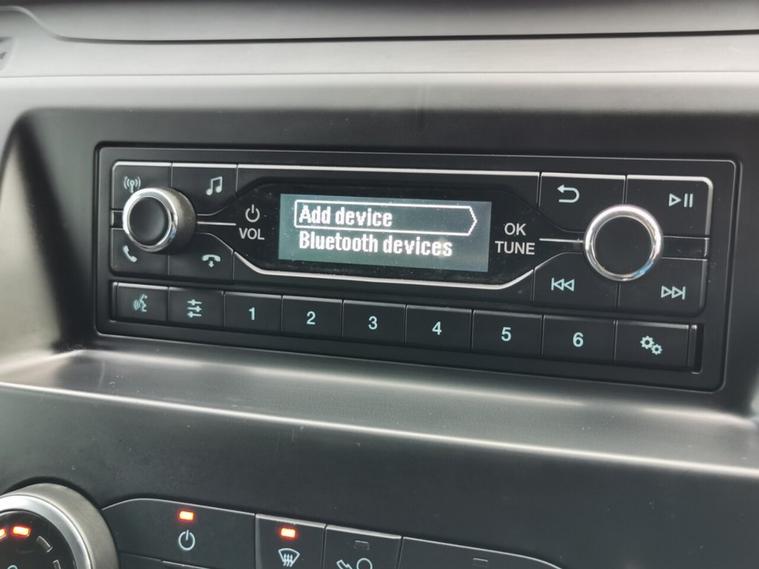 Add device
Bluetooth devices
VOL
OK
TUNE
1 2 3 4 5 6